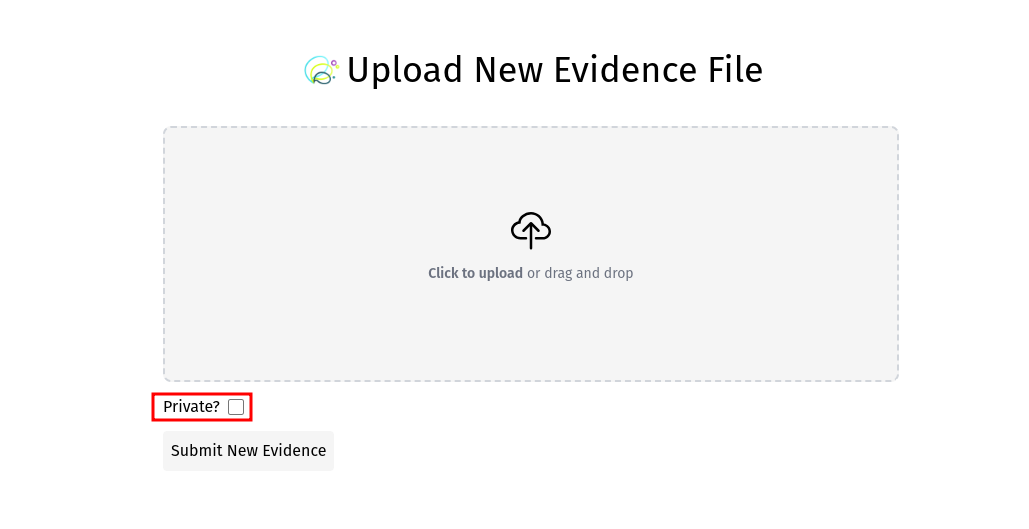 Upload New Evidence File
Click to upload or drag and drop
Private?
Submit New Evidence